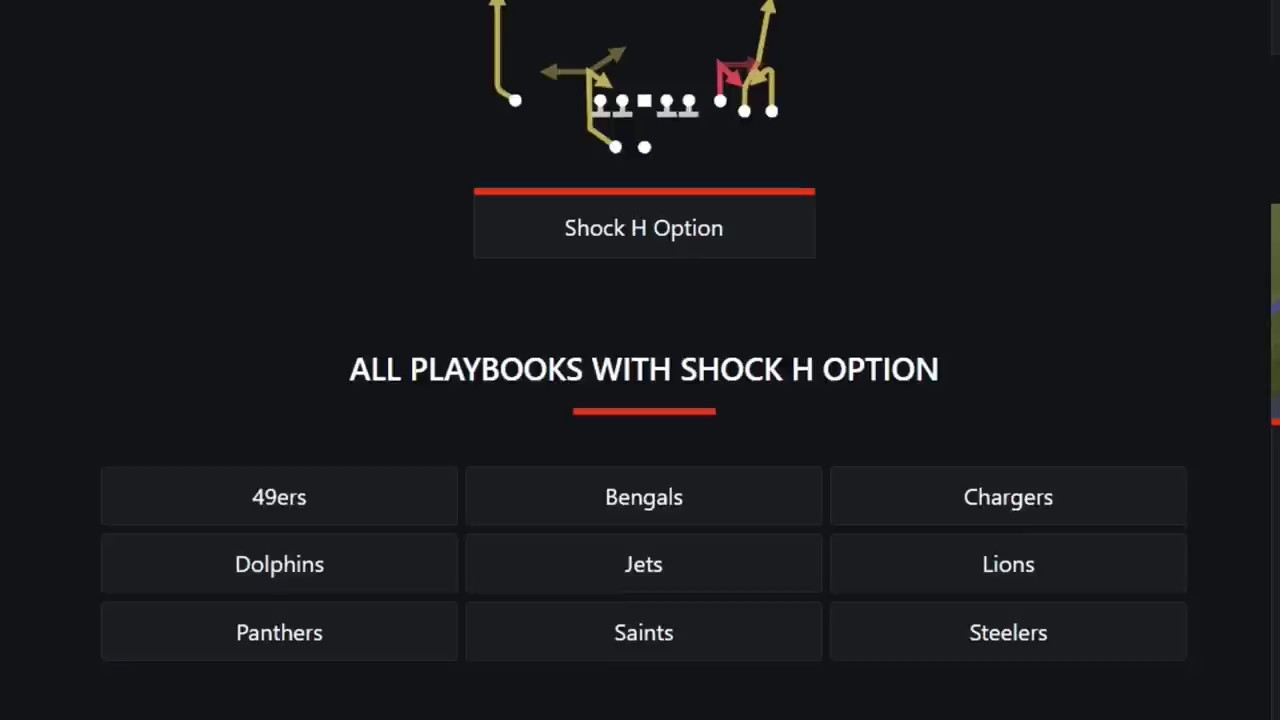 Shock H Option
ALL PLAYBOOKS WITH SHOCK H OPTION
49ers
Bengals
Chargers
Dolphins
Jets
Lions
Panthers
Saints
Steelers